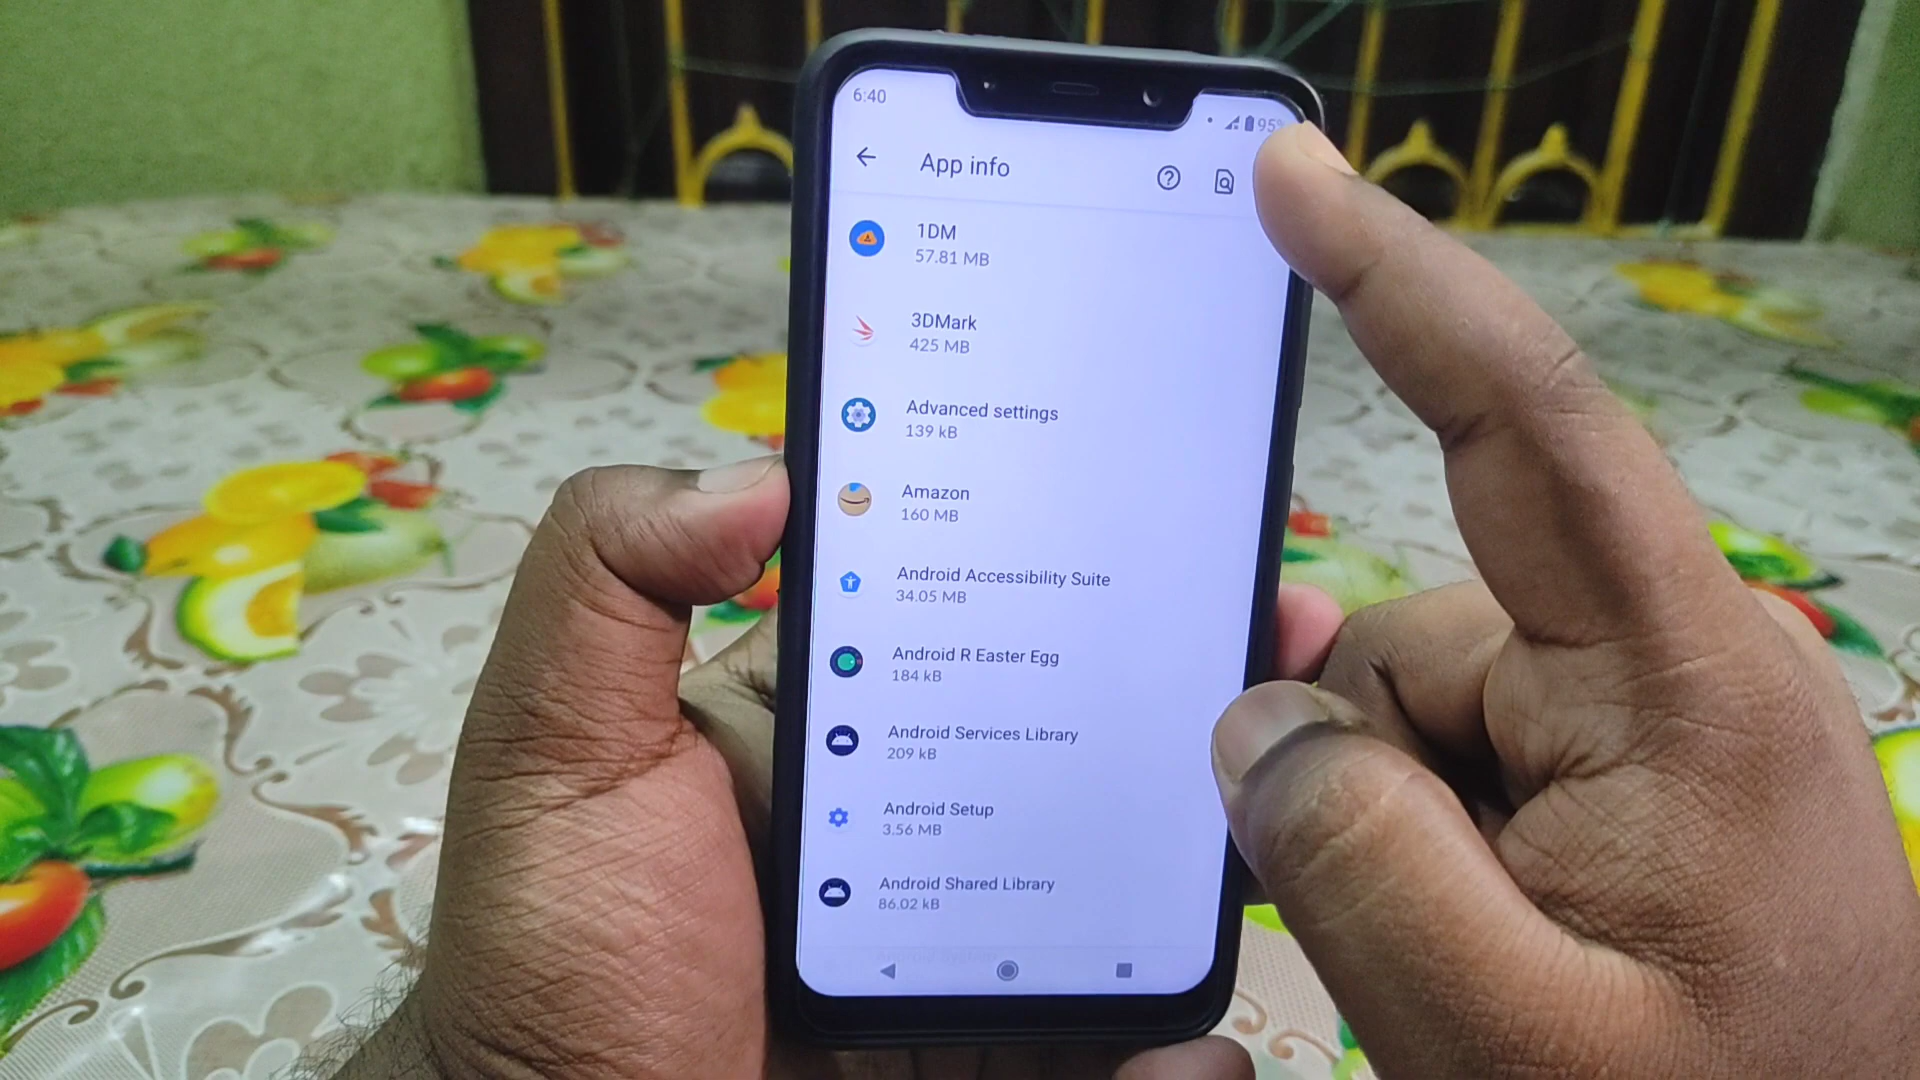 6:40
95%
App info
1DM
57.81 MB
3DMark
425 MB
Advanced settings
139 kB
Amazon
160 MB
Android Accessibility Suite
34.05 MB
Android R Easter Egg
184 kB
Android Services Library
209 kB
Android Setup
3.56 MB
Android Shared Library
86.02 kB
Android System